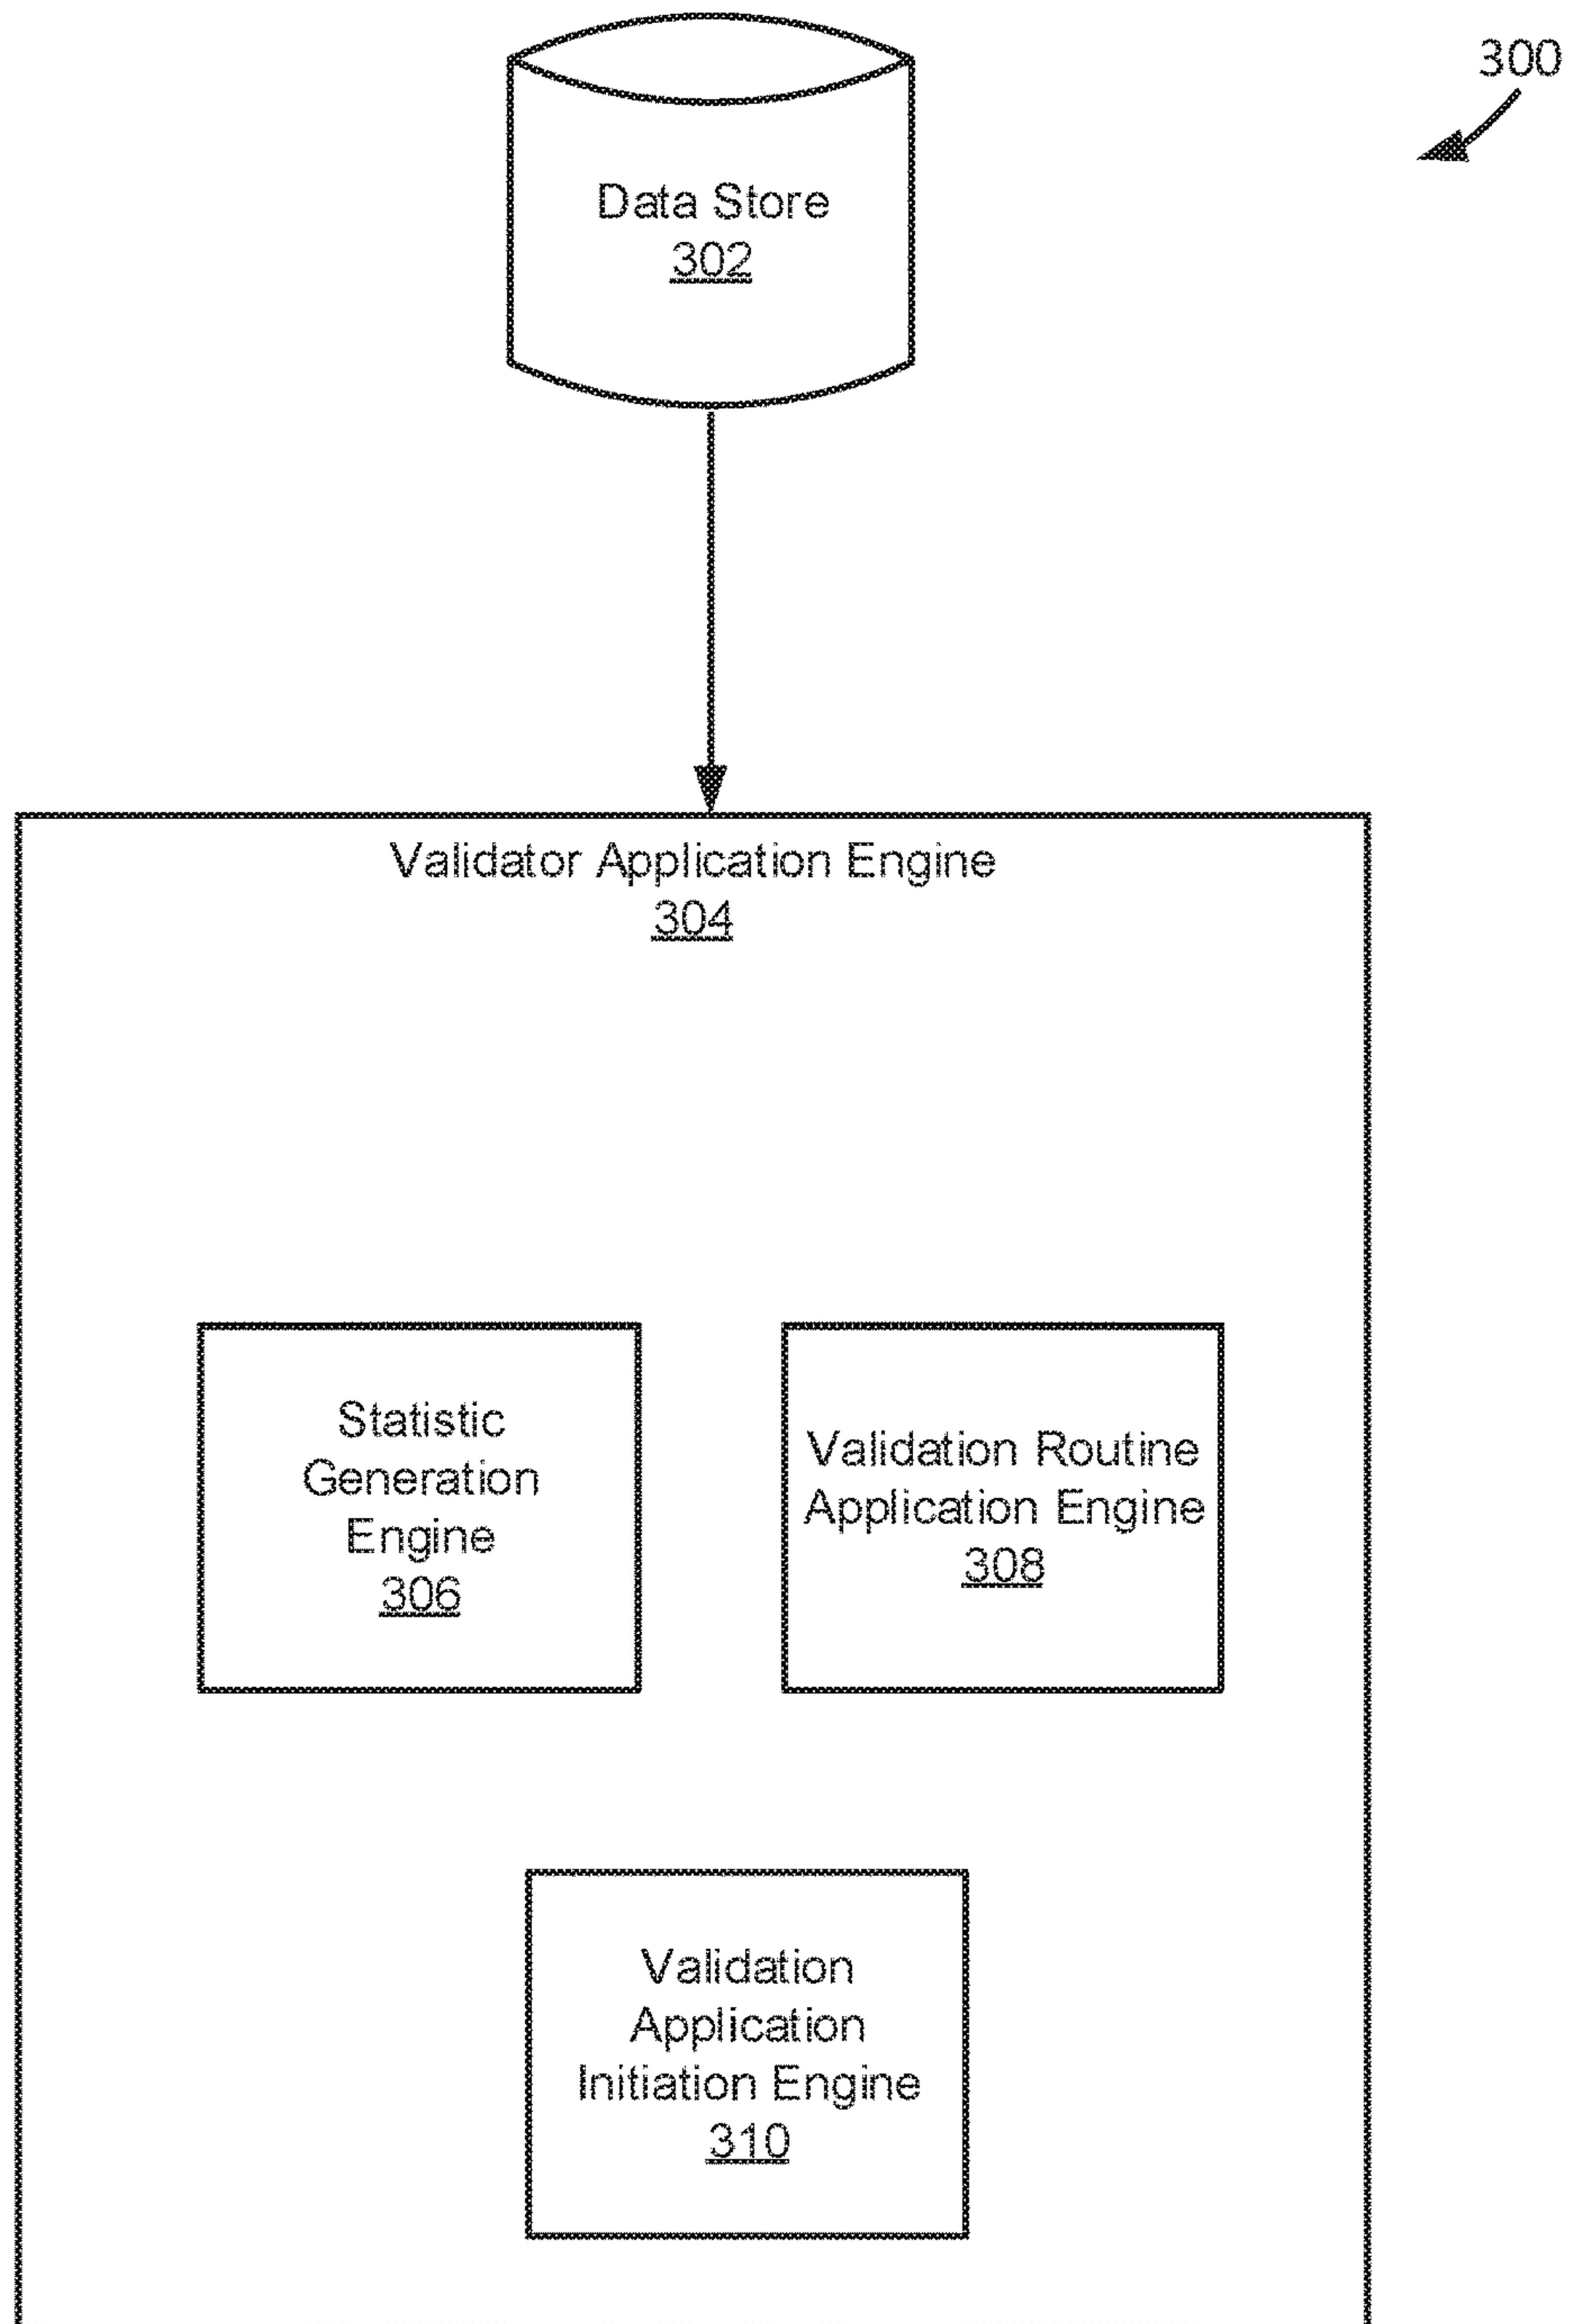 300
Data Store
302
Validator Application Engine
304
Statistic
Generation
Engine
306
Validation Routine
Application Engine
308
Validation
Application
Initiation Engine
310